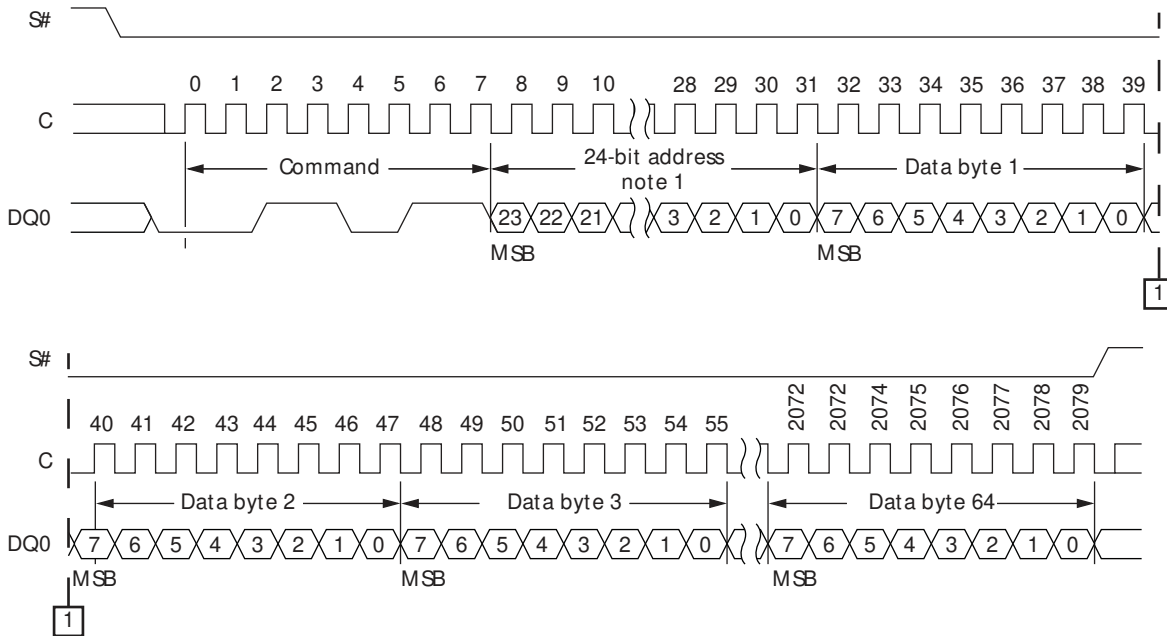 S#
0 1 2 3 4 5 6 7 8 9 10 28 29 30 31 32 33 34 35 36 37 38 39
C
Command 24-bit address Data byte 1
note 1
DQ0 23 22 21 3 2 1 0 7 6 5 4 3 2 1 0
MSB MSB
1
S#
40 41 42 43 44 45 46 47 48 49 50 51 52 53 54 55 2072 2072 2074 2075 2076 2077 2078 2079
C
Data byte 2 Data byte 3 Data byte 64
DQ0 7 6 5 4 3 2 1 0 7 6 5 4 3 2 1 0 7 6 5 4 3 2 1 0
MSB MSB MSB
1